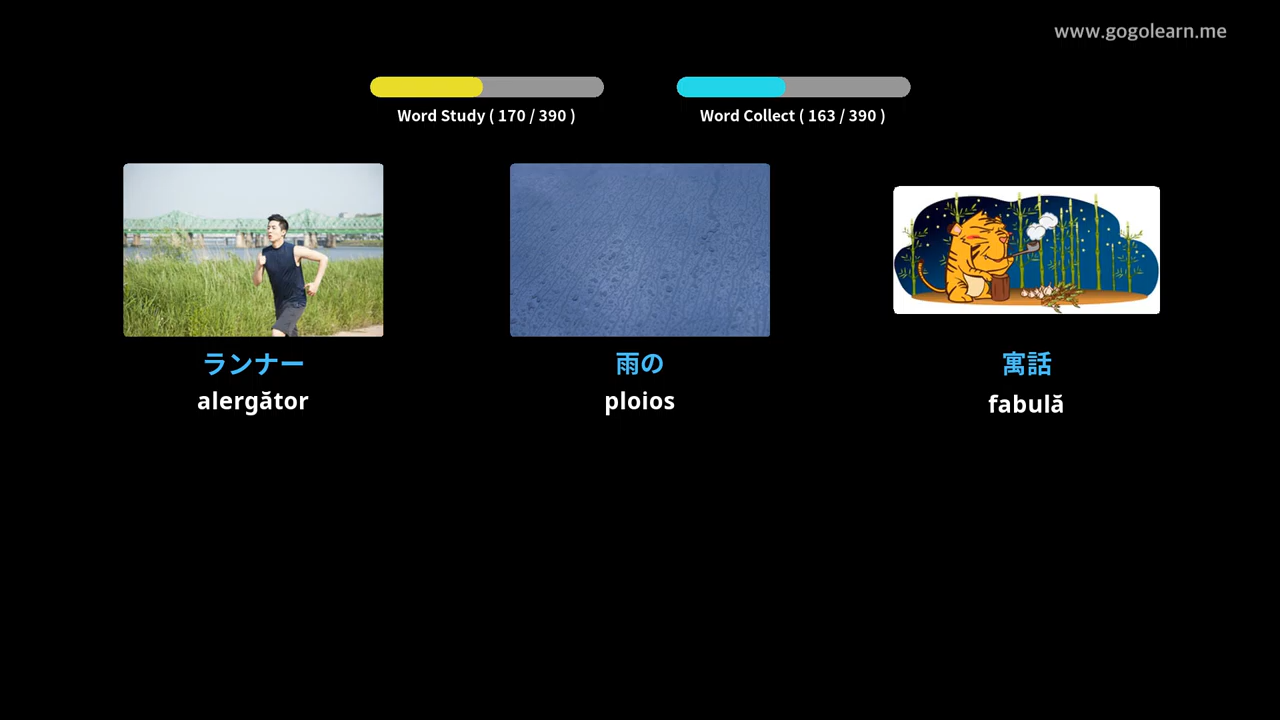 www.gogolearn.me
Word Study ( 170 / 390 )
Word Collect ( 163 / 390 )
ランナー
alergător
雨の
ploios
寓話
fabulă